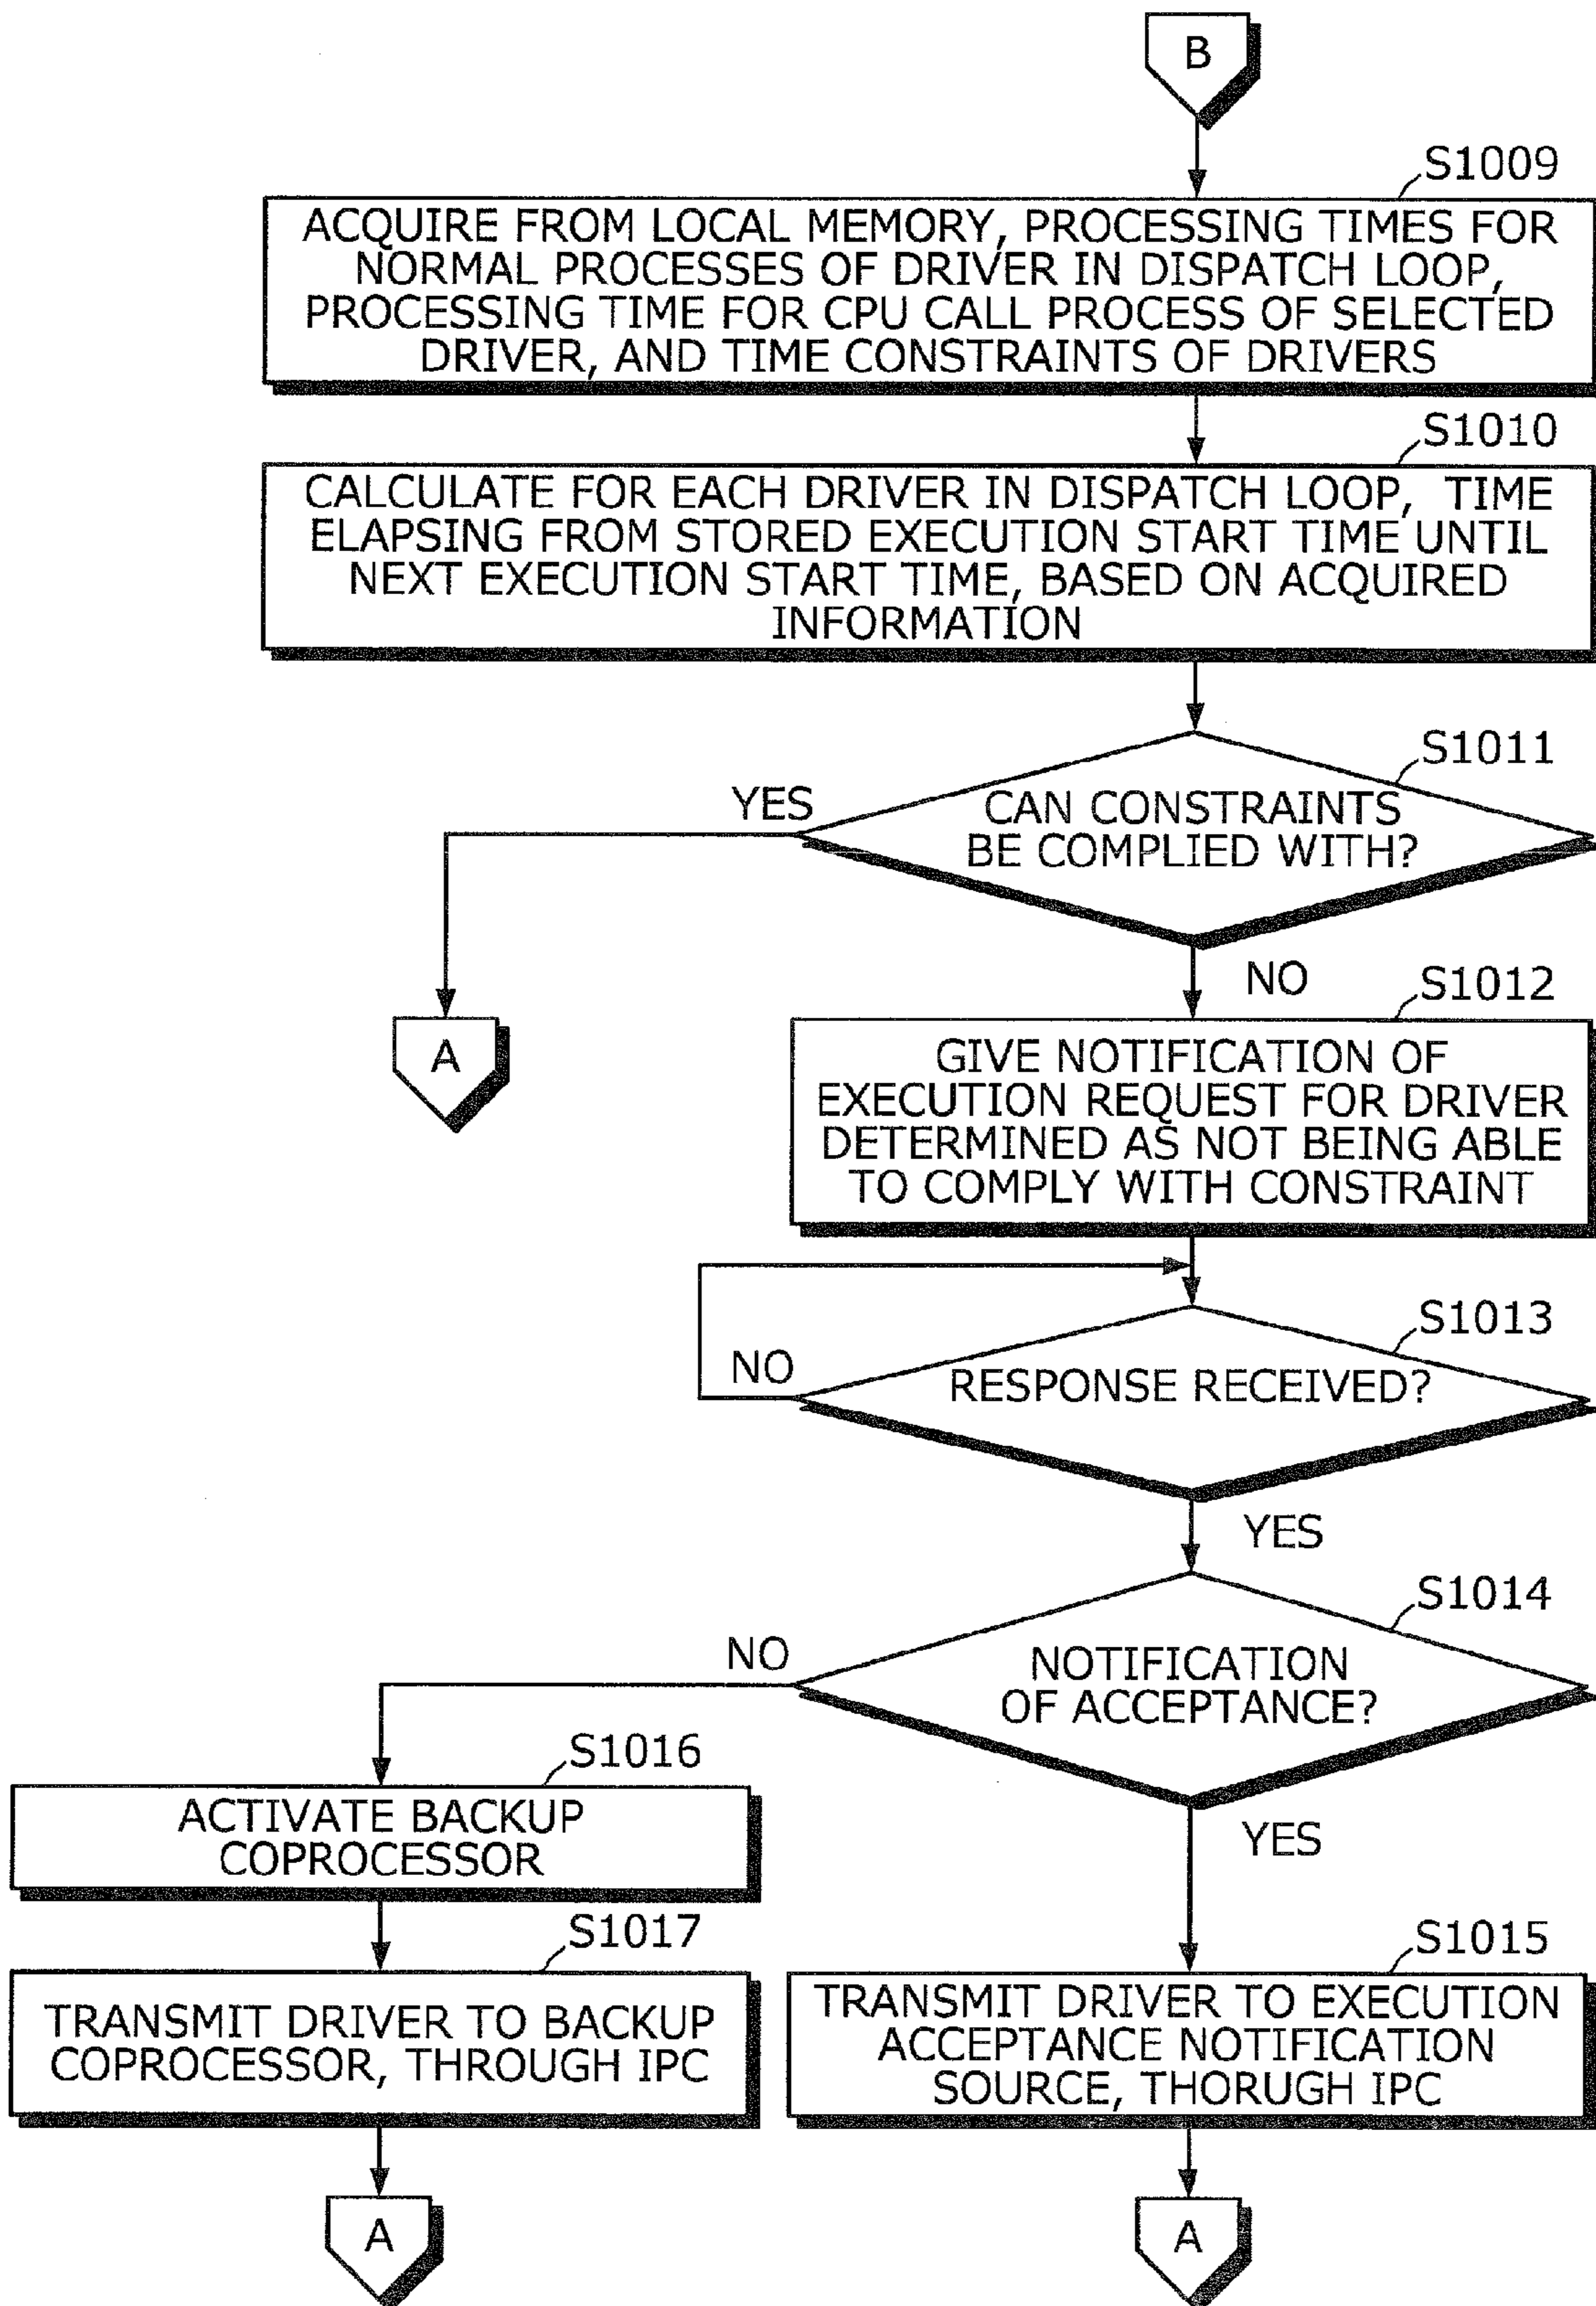 B
S1009
ACQUIRE FROM LOCAL MEMORY, PROCESSING TIMES FOR
NORMAL PROCESSES OF DRIVER IN DISPATCH LOOP,
PROCESSING TIME FOR CPU CALL PROCESS OF SELECTED
DRIVER, AND TIME CONSTRAINTS OF DRIVERS
S1010
CALCULATE FOR EACH DRIVER IN DISPATCH LOOP, TIME
ELAPSING FROM STORED EXECUTION START TIME UNTIL
NEXT EXECUTION START TIME, BASED ON ACQUIRED
INFORMATION
S1011
YES
CAN CONSTRAINTS
BE COMPLIED WITH?
NO
A
S1012
GIVE NOTIFICATION OF
EXECUTION REQUEST FOR DRIVER
DETERMINED AS NOT BEING ABLE
TO COMPLY WITH CONSTRAINT
S1013
NO
RESPONSE RECEIVED?
YES
S1014
NO
NOTIFICATION
OF ACCEPTANCE?
YES
S1016
ACTIVATE BACKUP
COPROCESSOR
S1017
TRANSMIT DRIVER TO BACKUP
COPROCESSOR, THROUGH IPC
S1015
TRANSMIT DRIVER TO EXECUTION
ACCEPTANCE NOTIFICATION
SOURCE, THORUGH IPC
A
A